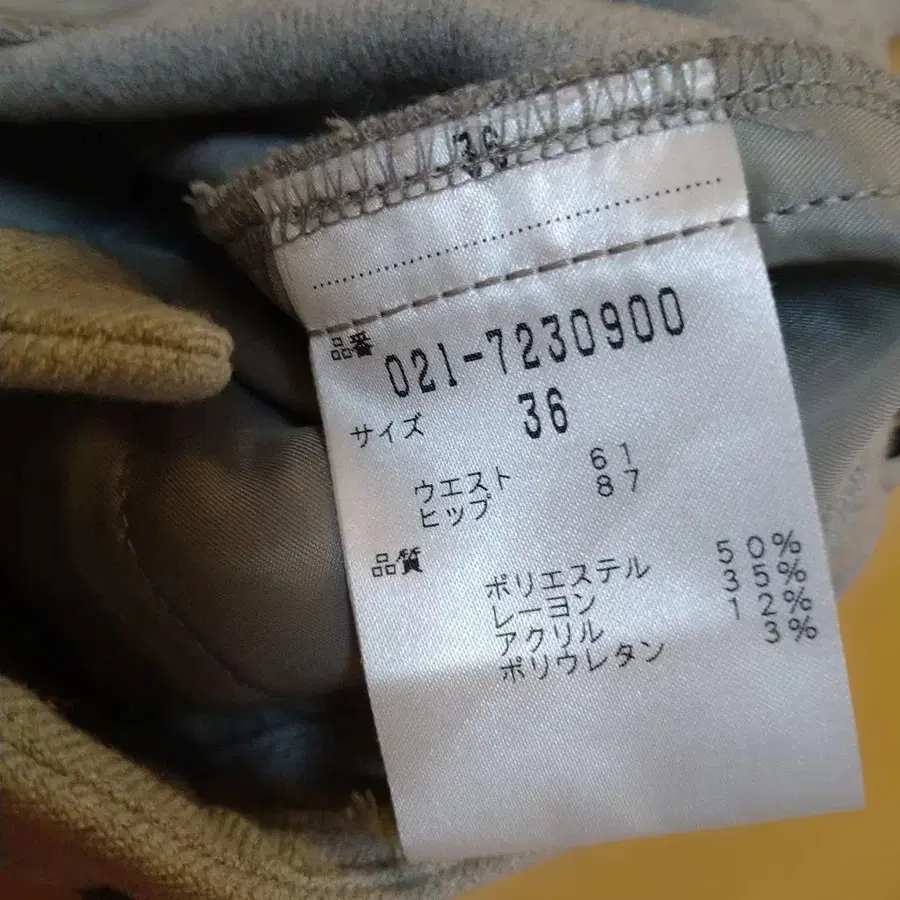 36
品番 021-7230900
サイズ 36
ウエスト 61
ヒップ 87
品質
ポリエステル 50%
レーヨン 35%
アクリル 12%
ポリウレタン 3%